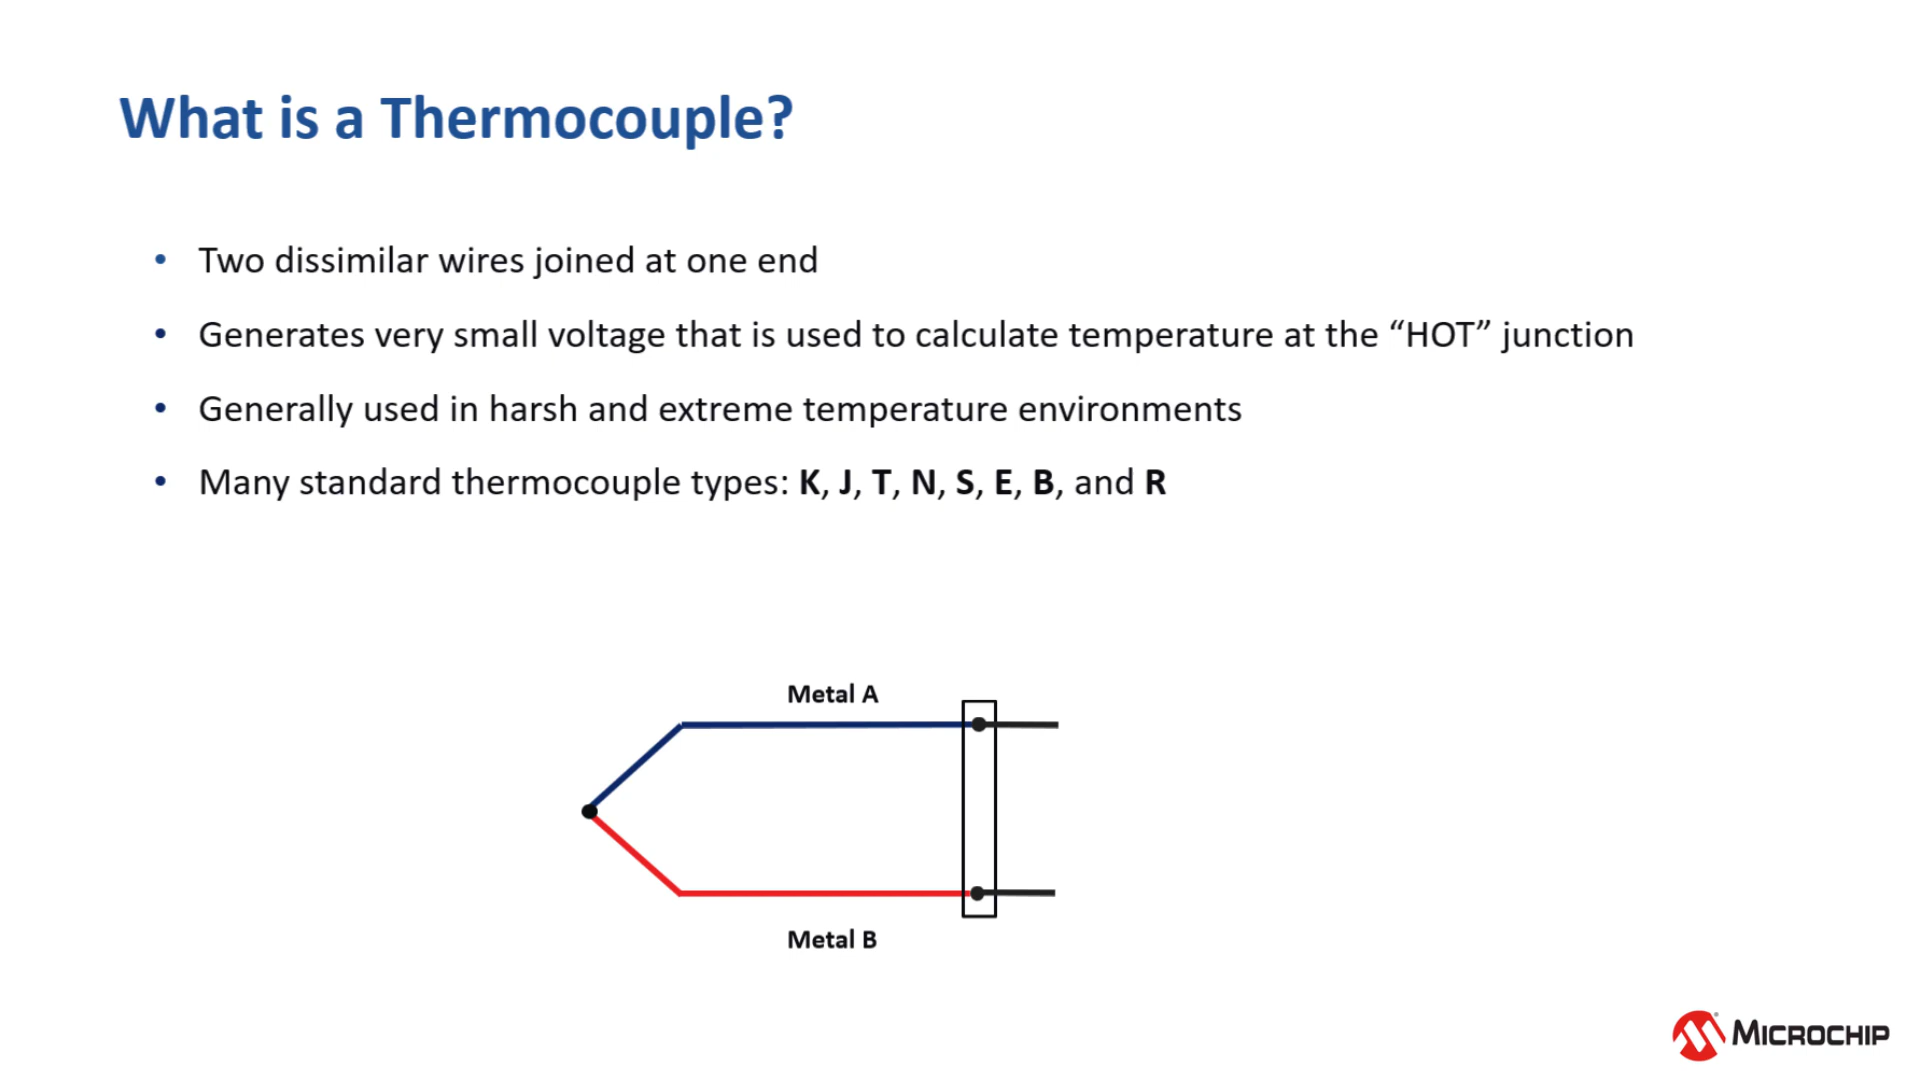 What is a Thermocouple?
• Two dissimilar wires joined at one end
• Generates very small voltage that is used to calculate temperature at the “HOT” junction
• Generally used in harsh and extreme temperature environments
• Many standard thermocouple types: K, J, T, N, S, E, B, and R
Metal A
Metal B
MICROCHIP